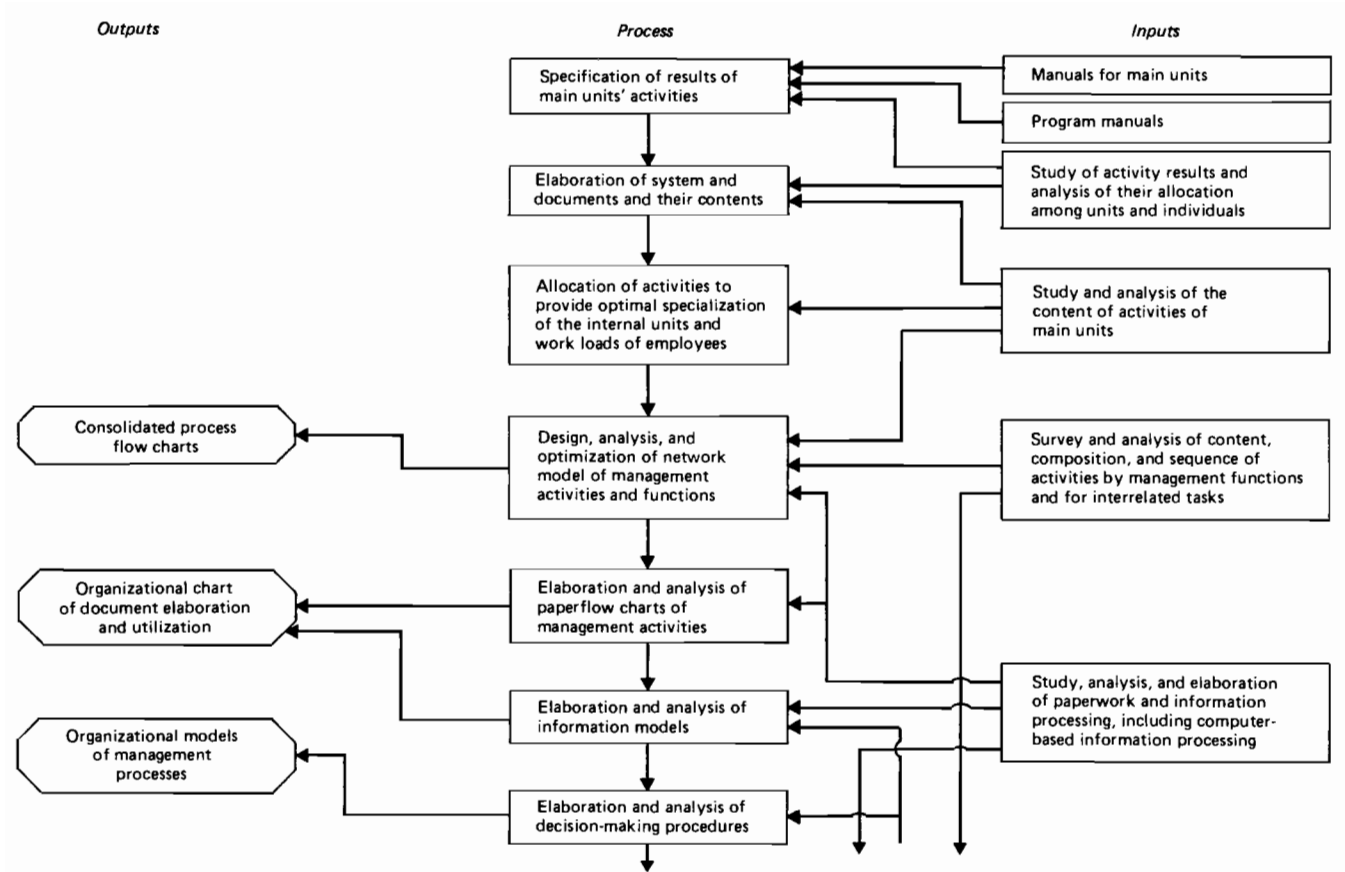 Outputs
Process
Inputs
Specification of results of
main units' activities
Manuals for main units
Program manuals
Elaboration of system and
documents and their contents
Study of activity results and
analysis of their allocation
among units and individuals
Allocation of activities to
provide optimal specialization
of the internal units and
work loads of employees
Study and analysis of the
content of activities of
main units
Consolidated process
flow charts
Design, analysis, and
optimization of network
model of management
activities and functions
Survey and analysis of content,
composition, and sequence of
activities by management functions
and for interrelated tasks
Organizational chart
of document elaboration
and utilization
Elaboration and analysis of
paperflow charts of
management activities
Study, analysis, and elaboration
of paperwork and information
processing, including computer-
based information processing
Elaboration and analysis of
information models
Organizational models
of management
processes
Elaboration and analysis of
decision-making procedures